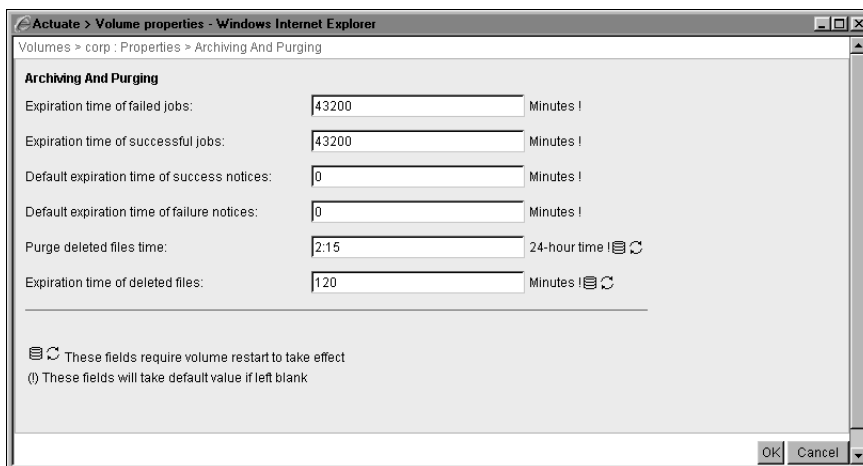 Actuate > Volume properties - Windows Internet Explorer
Volumes > corp : Properties > Archiving And Purging
Archiving And Purging
Expiration time of failed jobs: 43200 Minutes !
Expiration time of successful jobs: 43200 Minutes !
Default expiration time of success notices: 0 Minutes !
Default expiration time of failure notices: 0 Minutes !
Purge deleted files time: 2:15 24-hour time !
Expiration time of deleted files: 120 Minutes !
These fields require volume restart to take effect
(!) These fields will take default value if left blank
OK Cancel